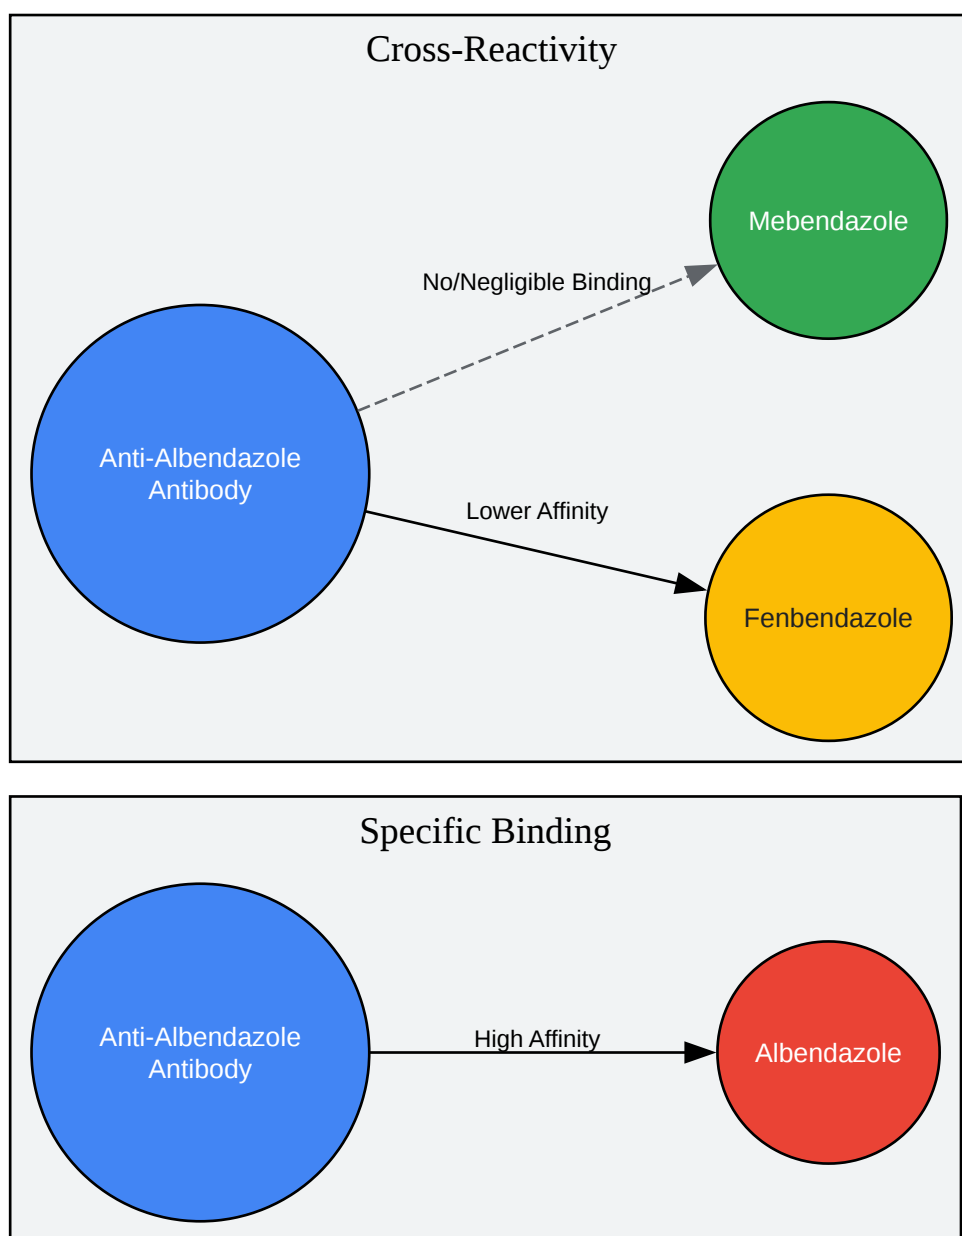 Cross-Reactivity
Mebendazole
No/Negligible Binding
Anti-Albendazole
Antibody
Lower Affinity
Fenbendazole
Specific Binding
Anti-Albendazole
Antibody
High Affinity
Albendazole